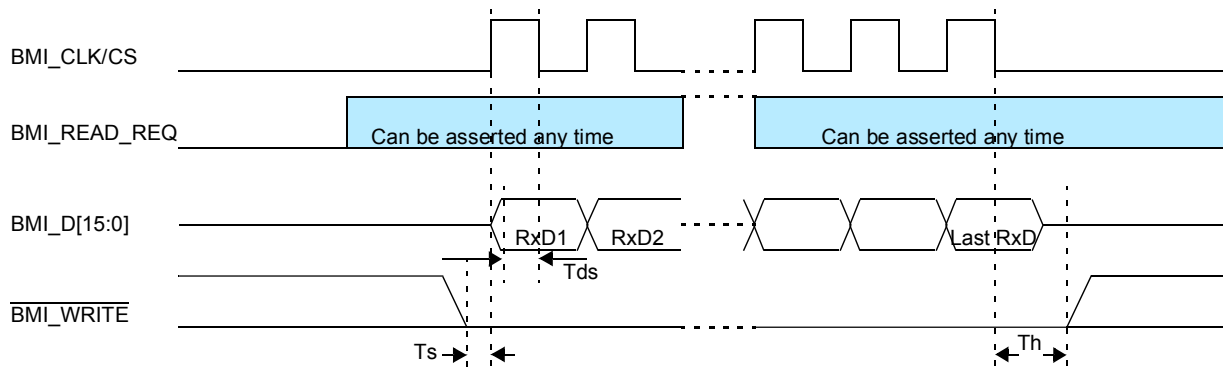 BMI_CLK/CS
BMI_READ_REQ
Can be asserted any time
Can be asserted any time
BMI_D[15:0]
RxD1
RxD2
Last RxD
Tds
BMI_WRITE
Ts
Th